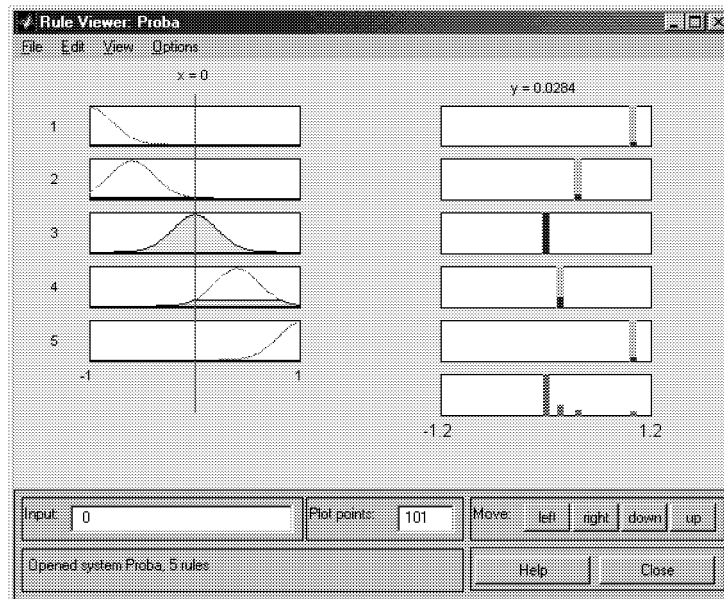 Rule Viewer: Proba
File Edit View Options
x = 0
y = 0.0284
1
2
3
4
5
-1 1
-1.2 1.2
Input: 0 Plot points: 101 Move: left right down up
Opened system Proba, 5 rules
Help Close